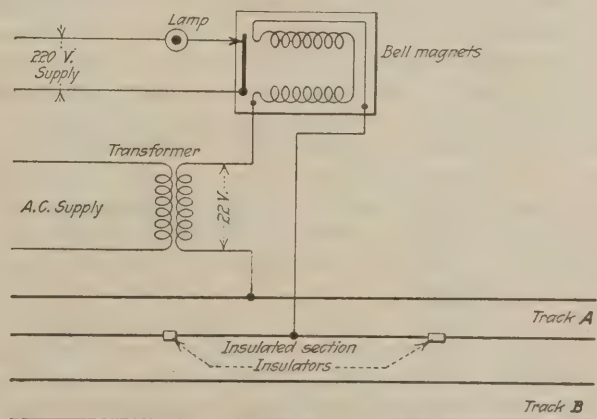 Lamp
220 V.
Supply
Bell magnets
Transformer
A.C. Supply
22 V.
Track A
Insulated section
Insulators
Track B